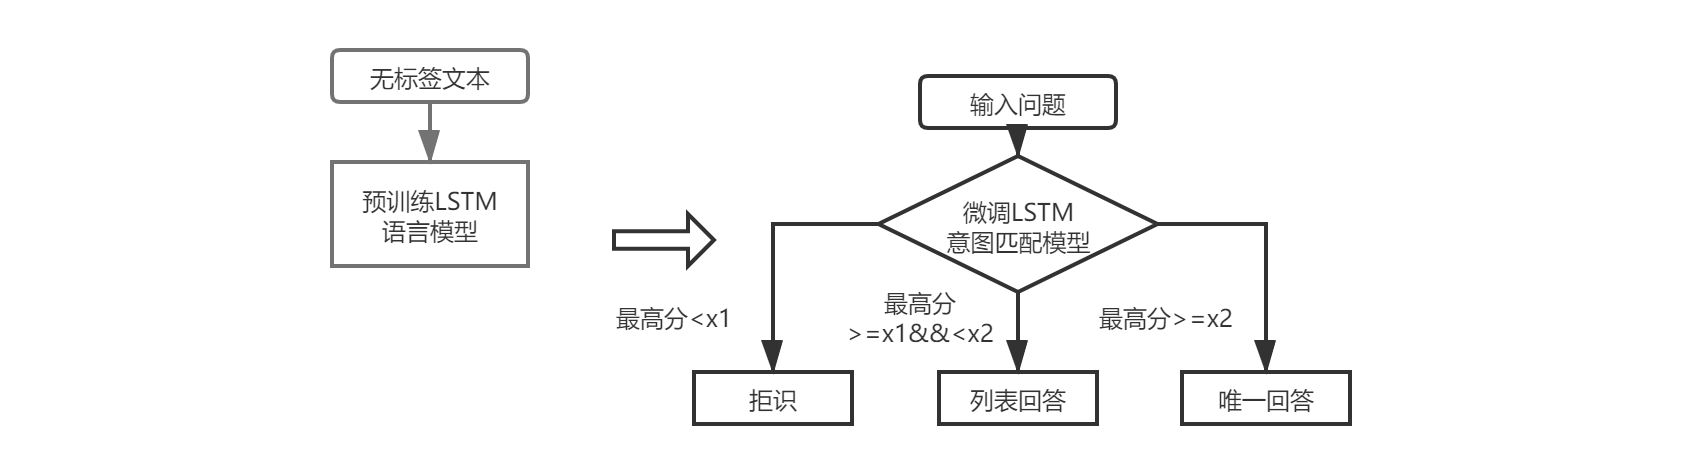 无标签文本
预训练LSTM
语言模型
输入问题
微调LSTM
意图匹配模型
最高分<x1
最高分
>=x1&&<x2
最高分>=x2
拒识
列表回答
唯一回答